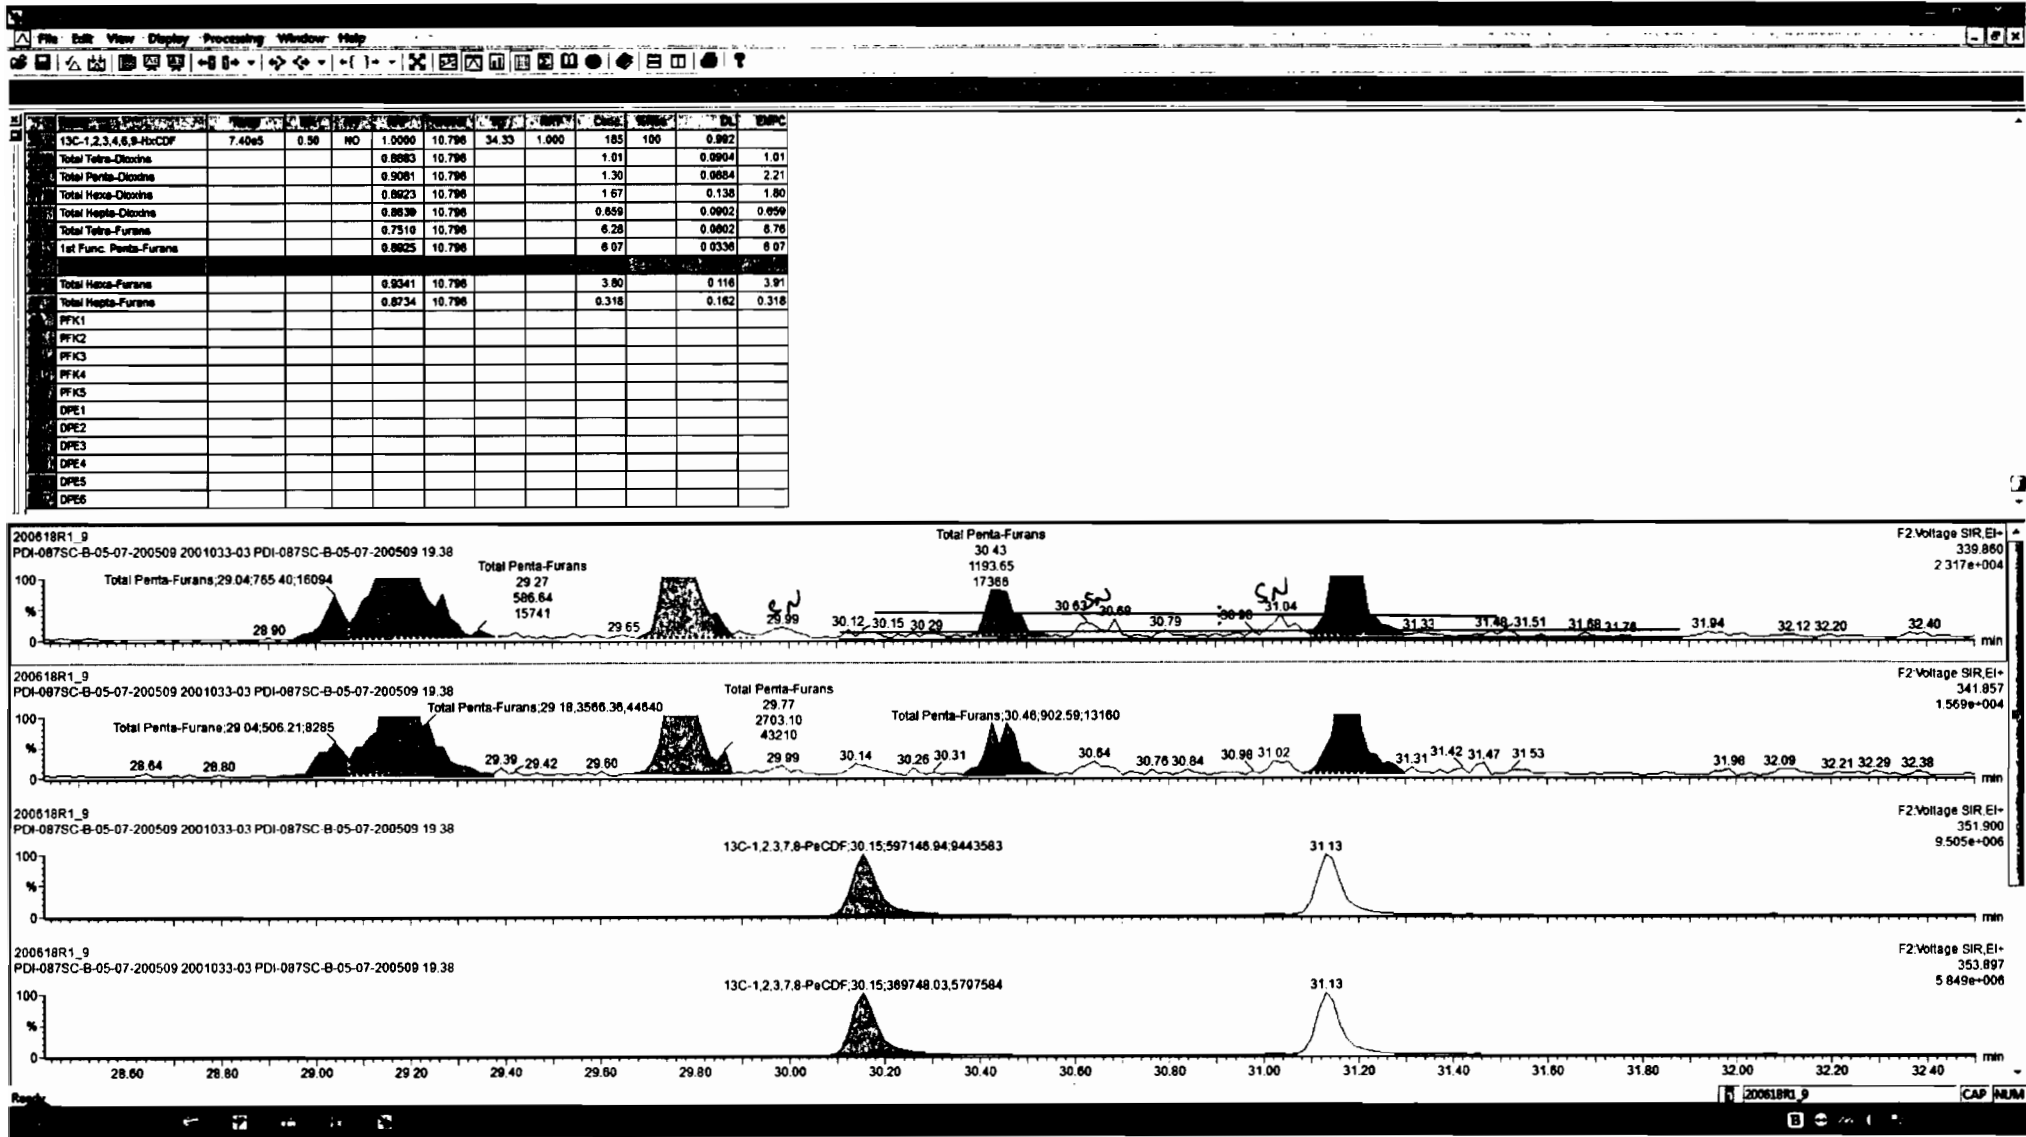 File Edit View Display Processing Window Help
Conc. DL EMPC
13C-1,2,3,4,6,9-HxCDF 7.40e5 0.50 NO 1.0000 10.796 34.33 1.000 185 100 0.992
Total Tetra-Dioxins 0.8883 10.796 1.01 0.0904 1.01
Total Penta-Dioxins 0.9081 10.796 1.30 0.0884 2.21
Total Hexa-Dioxins 0.8923 10.796 1.67 0.138 1.80
Total Hepta-Dioxins 0.8639 10.796 0.659 0.0902 0.659
Total Tetra-Furans 0.7510 10.796 6.28 0.0602 6.76
1st Func. Penta-Furans 0.8925 10.796 6.07 0.0336 6.07
Total Hexa-Furans 0.9341 10.796 3.80 0.116 3.91
Total Hepta-Furans 0.8734 10.796 0.318 0.162 0.318
PFK1
PFK2
PFK3
PFK4
PFK5
DPE1
DPE2
DPE3
DPE4
DPE5
DPE6
200618R1_9
PDI-087SC-B-05-07-200509 2001033-03 PDI-087SC-B-05-07-200509 19.38
F2:Voltage SIR,EI+
339.860
2.317e+004
Total Penta-Furans;29.04;765.40;16094
Total Penta-Furans
29.27
586.64
15741
Total Penta-Furans
30.43
1193.65
17366
SN SN SN
100 % 0
28.90 29.65 29.99 30.12 30.15 30.29 30.63 30.69 30.79 30.98 31.04 31.33 31.48 31.51 31.68 31.76 31.94 32.12 32.20 32.40 min
200618R1_9
PDI-087SC-B-05-07-200509 2001033-03 PDI-087SC-B-05-07-200509 19.38
F2:Voltage SIR,EI+
341.857
1.569e+004
Total Penta-Furans;29.04;506.21;8285
Total Penta-Furans;29.18;3566.36;44640
Total Penta-Furans
29.77
2703.10
43210
Total Penta-Furans;30.46;902.59;13160
100 % 0
28.64 28.80 29.39 29.42 29.60 29.99 30.14 30.26 30.31 30.64 30.76 30.84 30.98 31.02 31.31 31.42 31.47 31.53 31.98 32.09 32.21 32.29 32.38 min
200618R1_9
PDI-087SC-B-05-07-200509 2001033-03 PDI-087SC-B-05-07-200509 19.38
F2:Voltage SIR,EI+
351.900
9.505e+006
13C-1,2,3,7,8-PeCDF;30.15;597146.94;9443583
31.13
100 % 0 min
200618R1_9
PDI-087SC-B-05-07-200509 2001033-03 PDI-087SC-B-05-07-200509 19.38
F2:Voltage SIR,EI+
353.897
5.849e+006
13C-1,2,3,7,8-PeCDF;30.15;369748.03;5797584
31.13
100 % 0 min
28.60 28.80 29.00 29.20 29.40 29.60 29.80 30.00 30.20 30.40 30.60 30.80 31.00 31.20 31.40 31.60 31.80 32.00 32.20 32.40
Ready
200618R1_9 CAP NUM